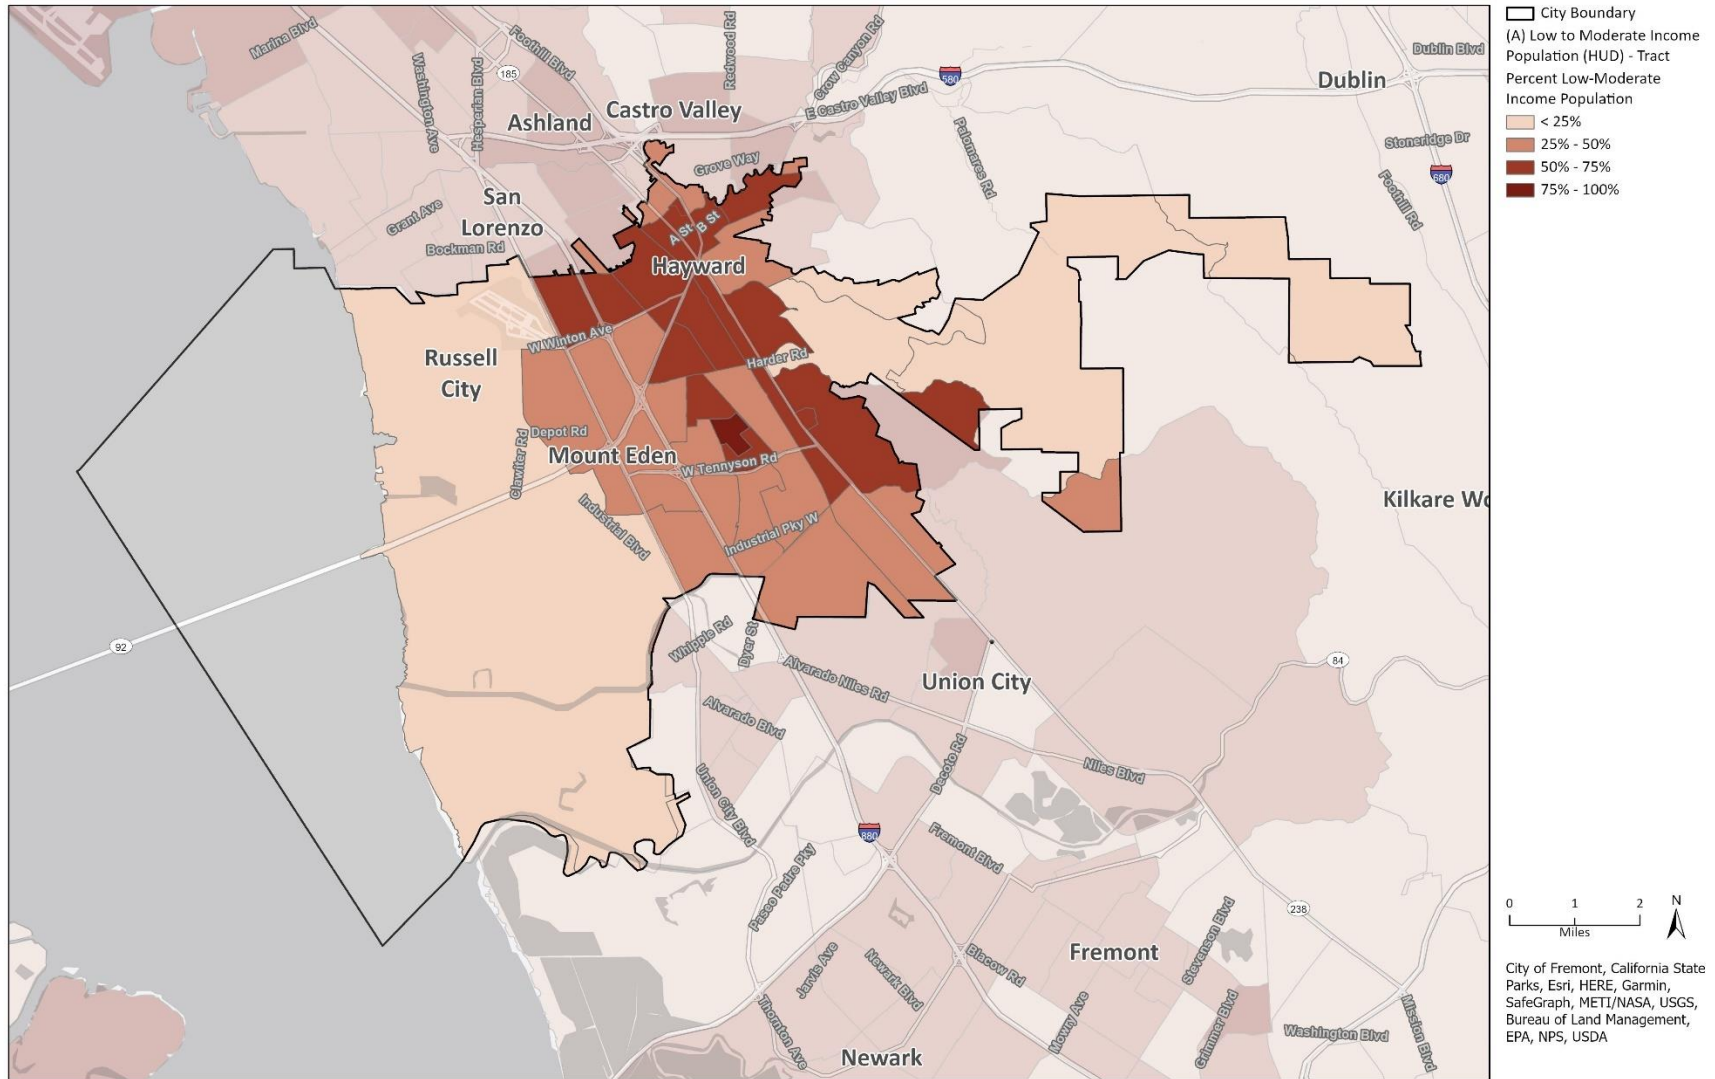 Marina Blvd
Washington Ave
Hesperian Blvd
185
Foothill Blvd
Redwood Rd
Crow Canyon Rd
580
E Castro Valley Blvd
Dublin
Dublin Blvd
Stoneridge Dr
680
Foothill Rd
Palomares Rd
Castro Valley
Ashland
Grove Way
San
Lorenzo
Grant Ave
Bockman Rd
A St
B St
Hayward
W Winton Ave
Russell
City
Harder Rd
Depot Rd
Clawiter Rd
Mount Eden
W Tennyson Rd
Industrial Blvd
Industrial Pky W
Kilkare Wo
92
Whipple Rd
Dyer St
Alvarado Niles Rd
Union City
84
Alvarado Blvd
Union City Blvd
Decoto Rd
Niles Blvd
880
Fremont Blvd
Paseo Padre Pky
238
Fremont
Stevenson Blvd
Jarvis Ave
Newark Blvd
Blacow Rd
Mowry Ave
Grimmer Blvd
Washington Blvd
Mission Blvd
Thornton Ave
Newark
City Boundary
(A) Low to Moderate Income
Population (HUD) - Tract
Percent Low-Moderate
Income Population
< 25%
25% - 50%
50% - 75%
75% - 100%
0 1 2
Miles
N
City of Fremont, California State
Parks, Esri, HERE, Garmin,
SafeGraph, METI/NASA, USGS,
Bureau of Land Management,
EPA, NPS, USDA